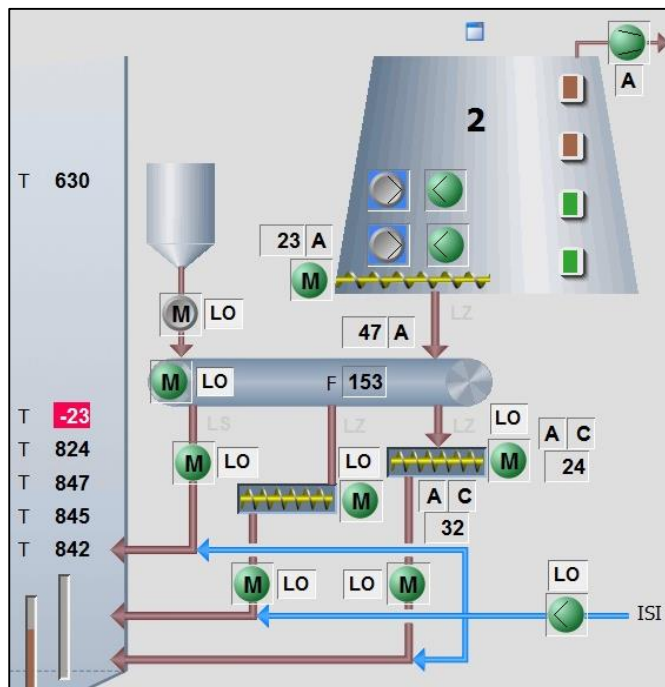 A
2
T 630
23 A
M
M LO
47 A LZ
M LO F 153
T -23
LS LZ LZ LO
T 824
M LO LO M A C
24
T 847
M A C
T 845
32
T 842
LO
M LO LO M
ISI